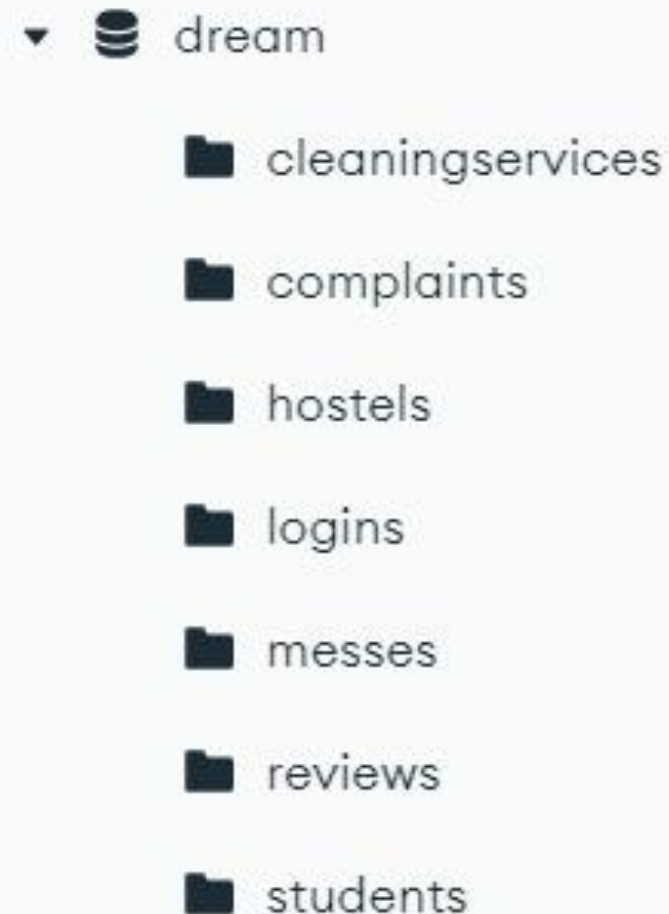 dream
cleaningservices
complaints
hostels
logins
messes
reviews
students